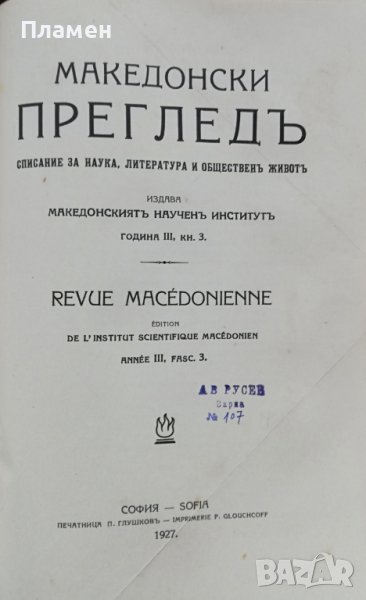 Пламен
МАКЕДОНСКИ
ПРЕГЛЕДЪ
СПИСАНИЕ ЗА НАУКА, ЛИТЕРАТУРА И ОБЩЕСТВЕНЪ ЖИВОТЪ
ИЗДАВА
МАКЕДОНСКИЯТЪ НАУЧЕНЪ ИНСТИТУТЪ
ГОДИНА III, КН. 3.
REVUE MACÉDONIENNE
ÉDITION
DE L'INSTITUT SCIENTIFIQUE MACÉDONIEN
ANNÉE III, FASC. 3.
АВ РУСЕВ
Варна
№ 107
СОФИЯ — SOFIA
ПЕЧАТНИЦА П. ГЛУШКОВЪ — IMPRIMERIE P. GLOUCHCOFF
1927.
BAZAR